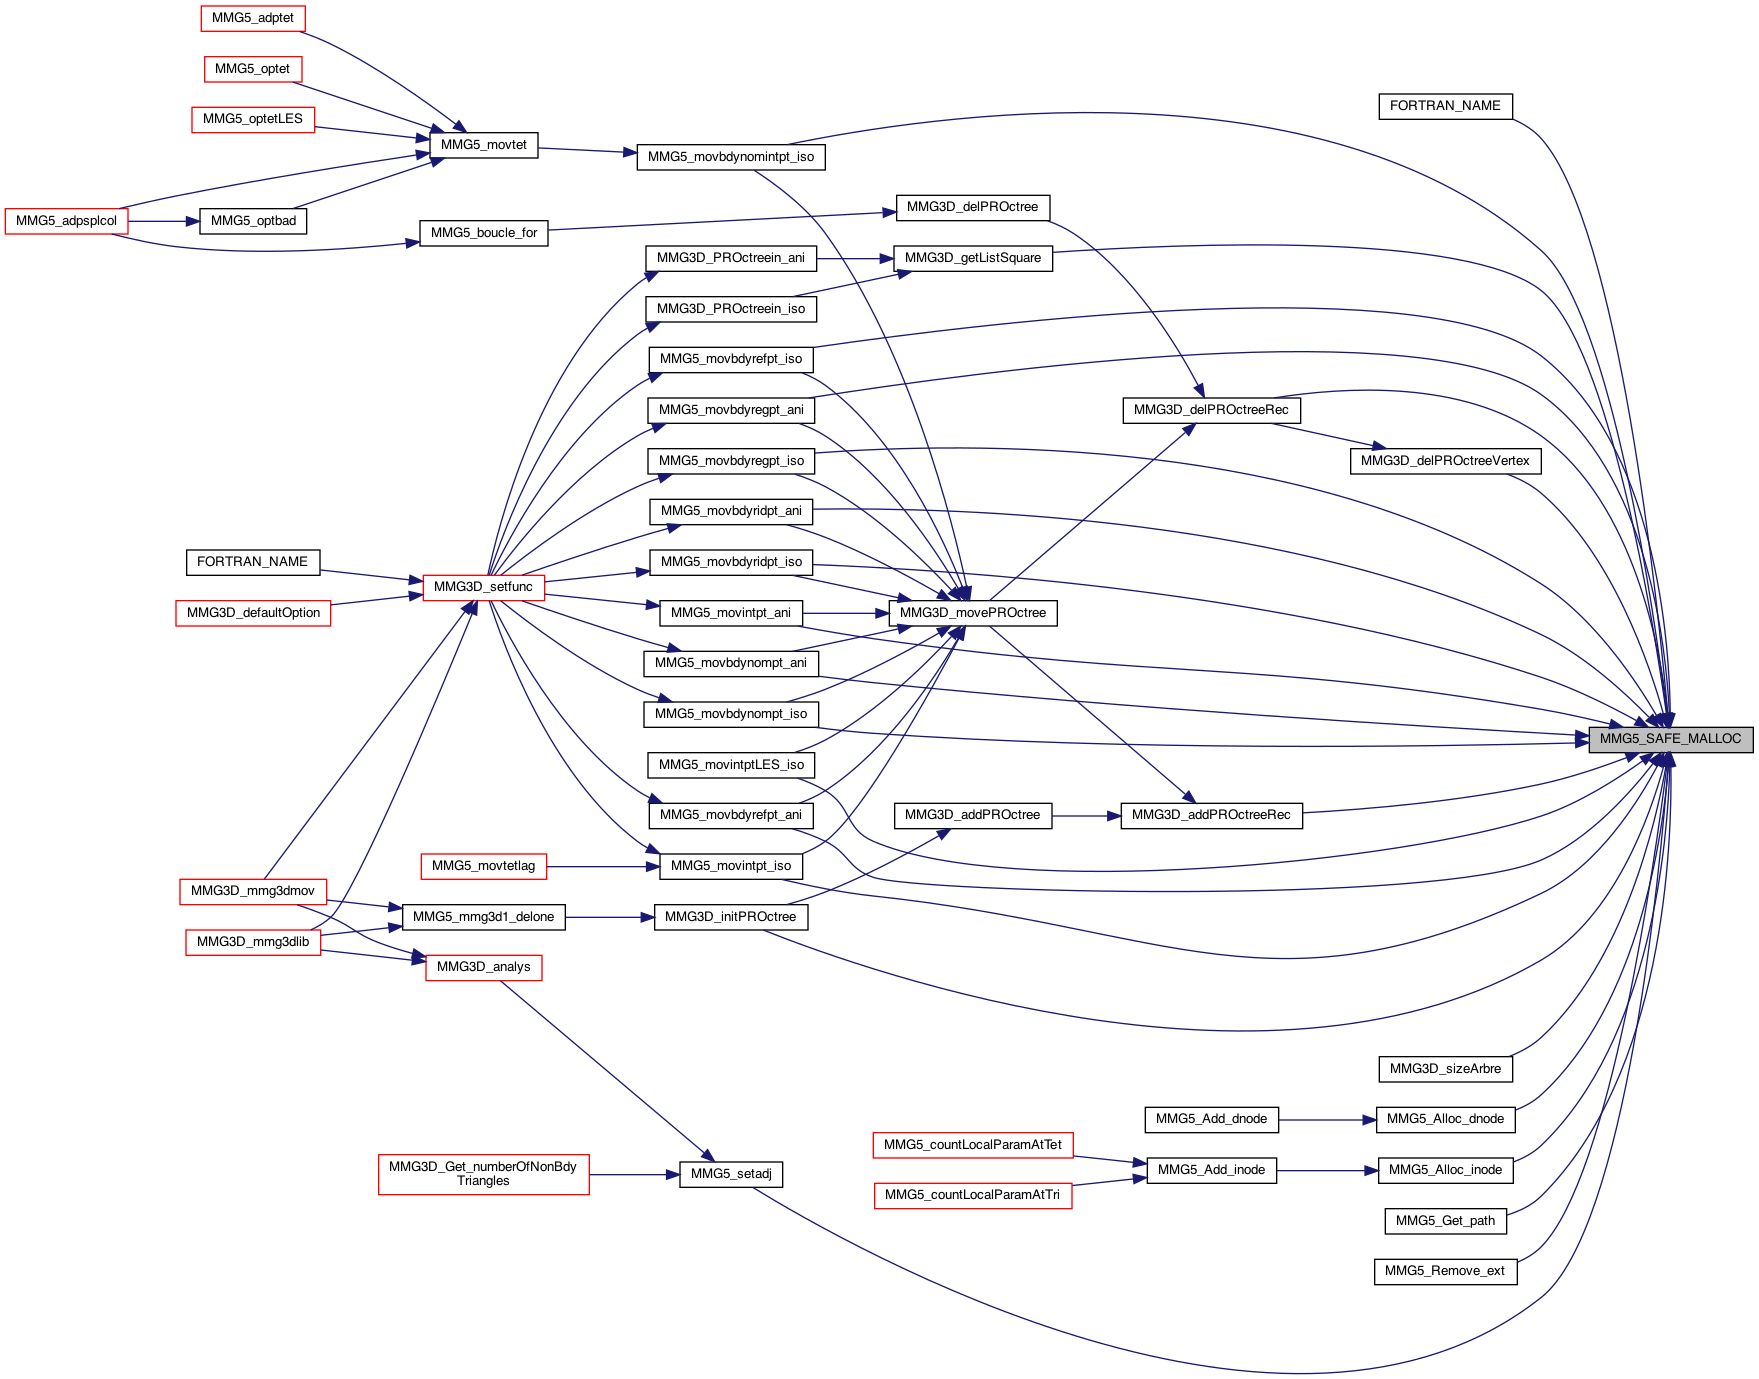 MMG5_adptet
MMG5_optet
MMG5_optetLES
MMG5_adpsplcol
MMG5_optbad
MMG5_movtet
MMG5_boucle_for
MMG5_movbdynomintpt_iso
MMG3D_delPROctree
MMG3D_getListSquare
MMG3D_PROctreein_ani
MMG3D_PROctreein_iso
MMG5_movbdyrefpt_iso
MMG5_movbdyregpt_ani
MMG5_movbdyregpt_iso
MMG5_movbdyridpt_ani
MMG5_movbdyridpt_iso
MMG5_movintpt_ani
MMG5_movbdynompt_ani
MMG5_movbdynompt_iso
MMG5_movintptLES_iso
MMG5_movbdyrefpt_ani
MMG5_movintpt_iso
MMG3D_initPROctree
FORTRAN_NAME
MMG3D_defaultOption
MMG3D_setfunc
MMG3D_mmg3dmov
MMG3D_mmg3dlib
MMG5_movtetlag
MMG5_mmg3d1_delone
MMG3D_analys
MMG3D_Get_numberOfNonBdy
Triangles
MMG5_setadj
MMG3D_movePROctree
MMG3D_addPROctree
MMG3D_addPROctreeRec
MMG3D_delPROctreeRec
MMG3D_delPROctreeVertex
FORTRAN_NAME
MMG5_SAFE_MALLOC
MMG3D_sizeArbre
MMG5_Add_dnode
MMG5_Alloc_dnode
MMG5_countLocalParamAtTet
MMG5_countLocalParamAtTri
MMG5_Add_inode
MMG5_Alloc_inode
MMG5_Get_path
MMG5_Remove_ext